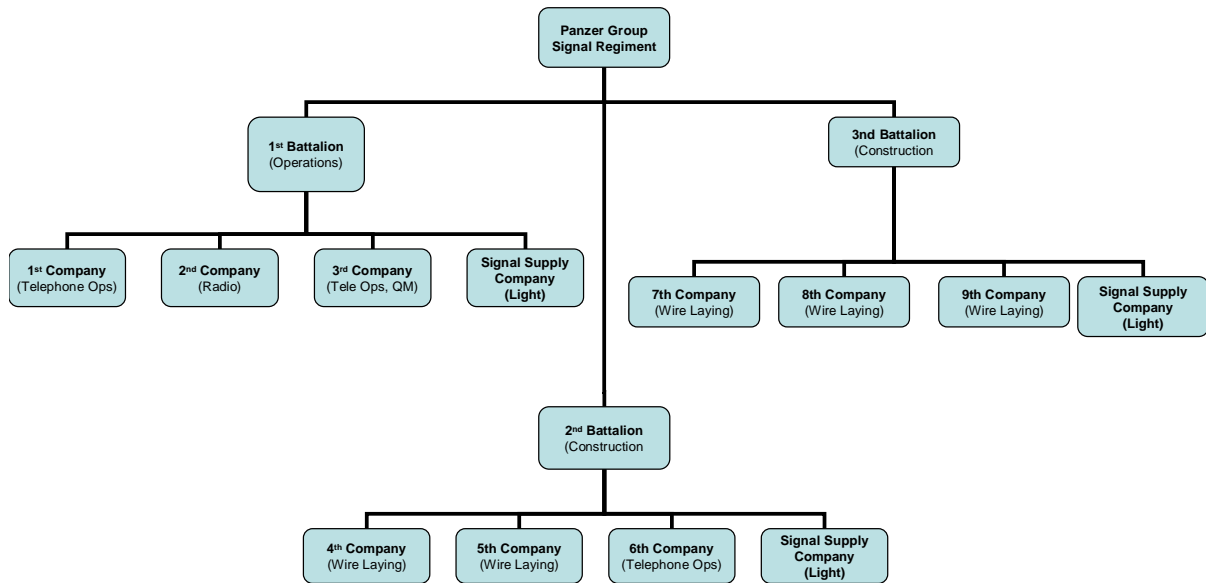 Panzer Group
Signal Regiment
1st Battalion
(Operations)
3nd Battalion
(Construction
1st Company
(Telephone Ops)
2nd Company
(Radio)
3rd Company
(Tele Ops, QM)
Signal Supply
Company
(Light)
7th Company
(Wire Laying)
8th Company
(Wire Laying)
9th Company
(Wire Laying)
Signal Supply
Company
(Light)
2nd Battalion
(Construction
4th Company
(Wire Laying)
5th Company
(Wire Laying)
6th Company
(Telephone Ops)
Signal Supply
Company
(Light)